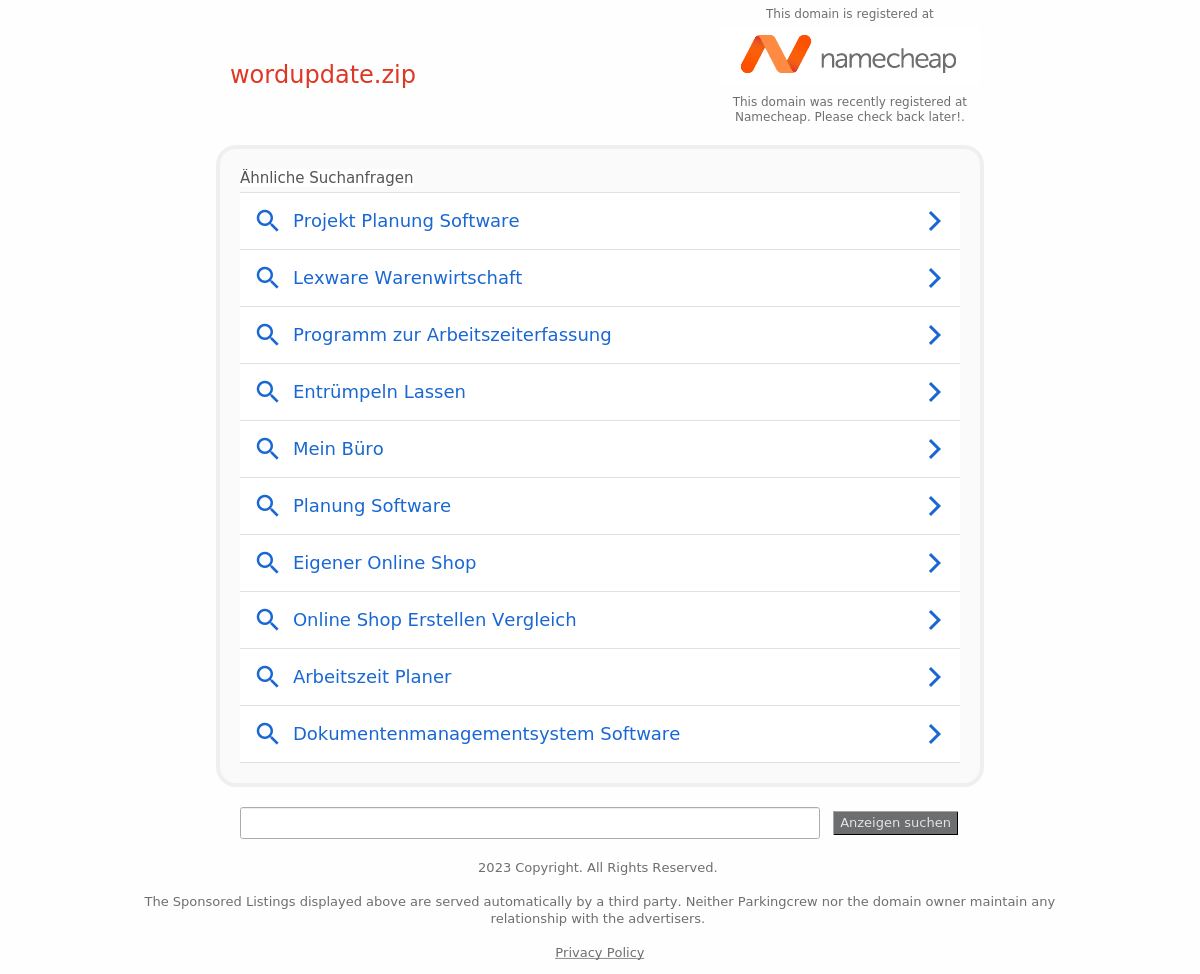 This domain is registered at
namecheap
wordupdate.zip
This domain was recently registered at
Namecheap. Please check back later!.
Ähnliche Suchanfragen
Projekt Planung Software
Lexware Warenwirtschaft
Programm zur Arbeitszeiterfassung
Entrümpeln Lassen
Mein Büro
Planung Software
Eigener Online Shop
Online Shop Erstellen Vergleich
Arbeitszeit Planer
Dokumentenmanagementsystem Software
Anzeigen suchen
2023 Copyright. All Rights Reserved.
The Sponsored Listings displayed above are served automatically by a third party. Neither Parkingcrew nor the domain owner maintain any
relationship with the advertisers.
Privacy Policy